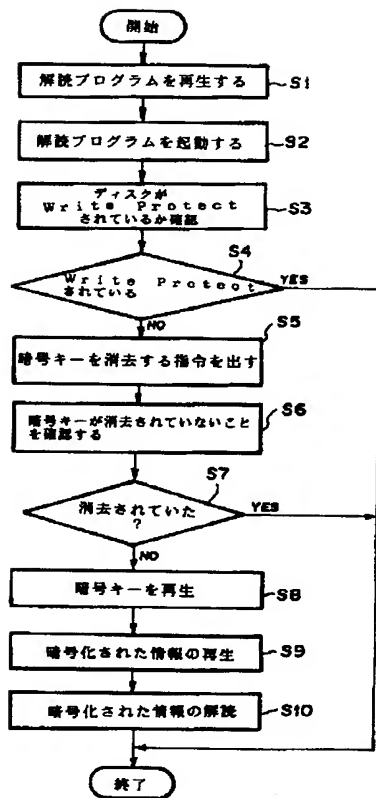 開始
解読プログラムを再生する
S1
解読プログラムを起動する
S2
ディスクが
Write Protect
されているか確認
S3
S4
Write Protect
されている
YES
NO
S5
暗号キーを消去する指令を出す
S6
暗号キーが消去されていないこと
を確認する
S7
消去されていた
?
YES
NO
暗号キーを再生
S8
暗号化された情報の再生
S9
暗号化された情報の解読
S10
終了